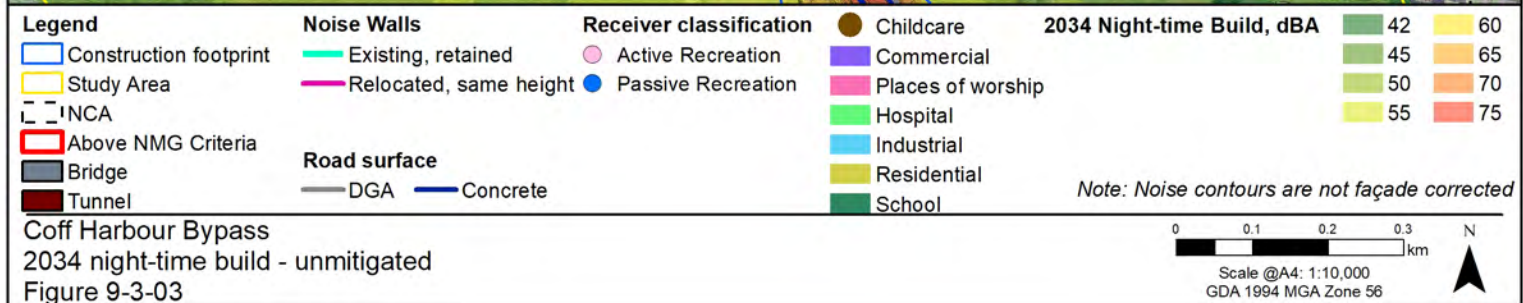 Legend
Construction footprint
Study Area
NCA
Above NMG Criteria
Bridge
Tunnel
Noise Walls
Existing, retained
Relocated, same height
Road surface
DGA Concrete
Receiver classification
Active Recreation
Passive Recreation
Childcare
Commercial
Places of worship
Hospital
Industrial
Residential
School
2034 Night-time Build, dBA
42 60
45 65
50 70
55 75
Note: Noise contours are not façade corrected
Coff Harbour Bypass
2034 night-time build - unmitigated
Figure 9-3-03
0 0.1 0.2 0.3
km
Scale @A4: 1:10,000
GDA 1994 MGA Zone 56
N